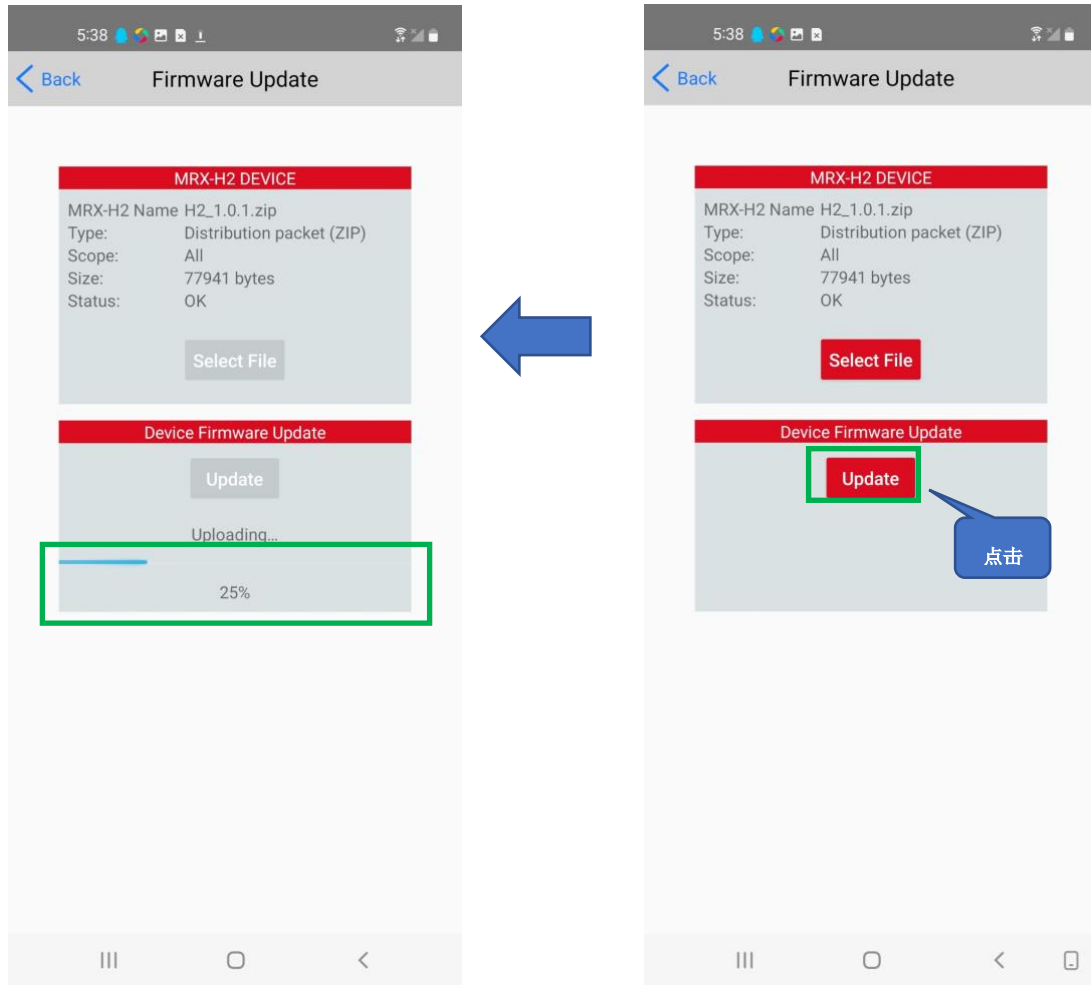 5:38
Back
Firmware Update
MRX-H2 DEVICE
MRX-H2 Name H2_1.0.1.zip
Type: Distribution packet (ZIP)
Scope: All
Size: 77941 bytes
Status: OK
Select File
Device Firmware Update
Update
Uploading...
25%
5:38
Back
Firmware Update
MRX-H2 DEVICE
MRX-H2 Name H2_1.0.1.zip
Type: Distribution packet (ZIP)
Scope: All
Size: 77941 bytes
Status: OK
Select File
Device Firmware Update
Update
点击